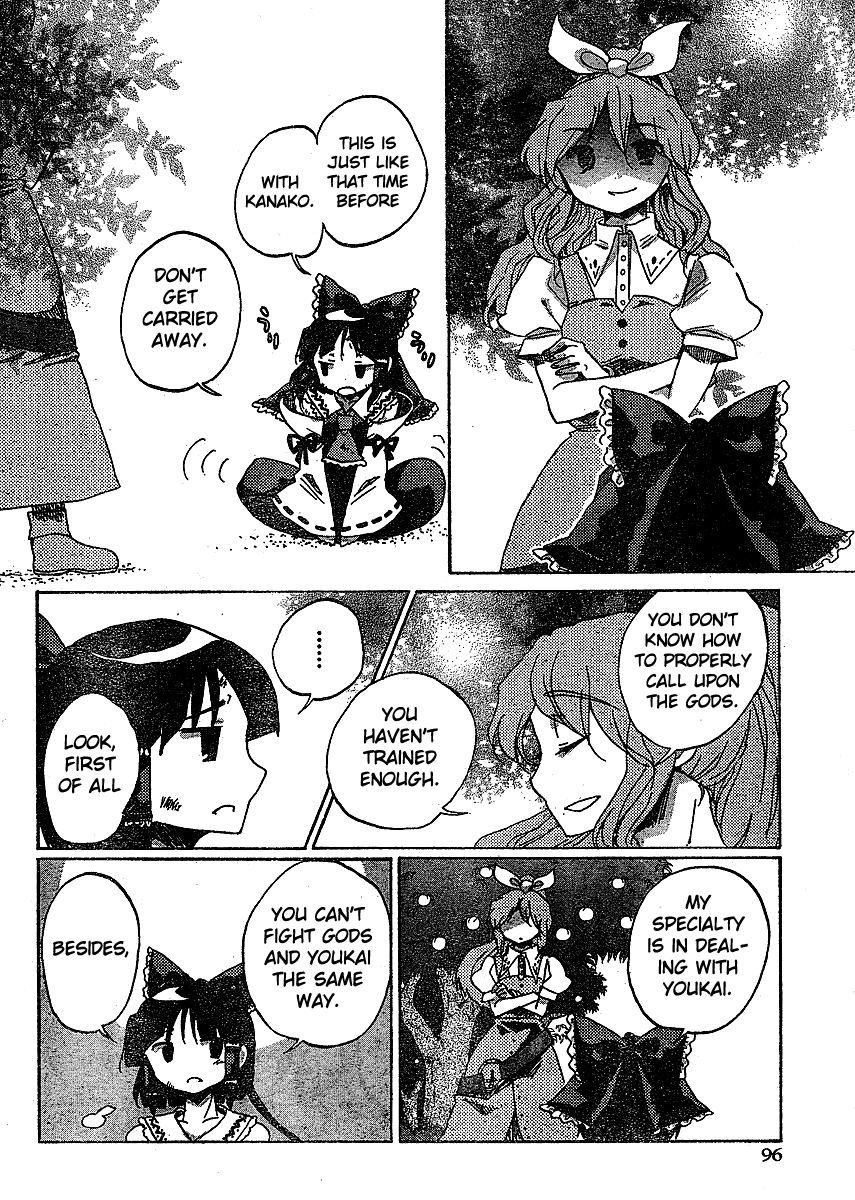 THIS IS
JUST LIKE
THAT TIME
BEFORE
WITH
KANAKO.
DON'T
GET
CARRIED
AWAY.
YOU DON'T
KNOW HOW
TO PROPERLY
CALL UPON
THE GODS.
YOU
HAVEN'T
TRAINED
ENOUGH.
......
LOOK,
FIRST
OF ALL
MY
SPECIALTY
IS IN DEAL-
ING WITH
YOUKAI.
YOU CAN'T
FIGHT GODS
AND YOUKAI
THE SAME
WAY.
BESIDES,
96